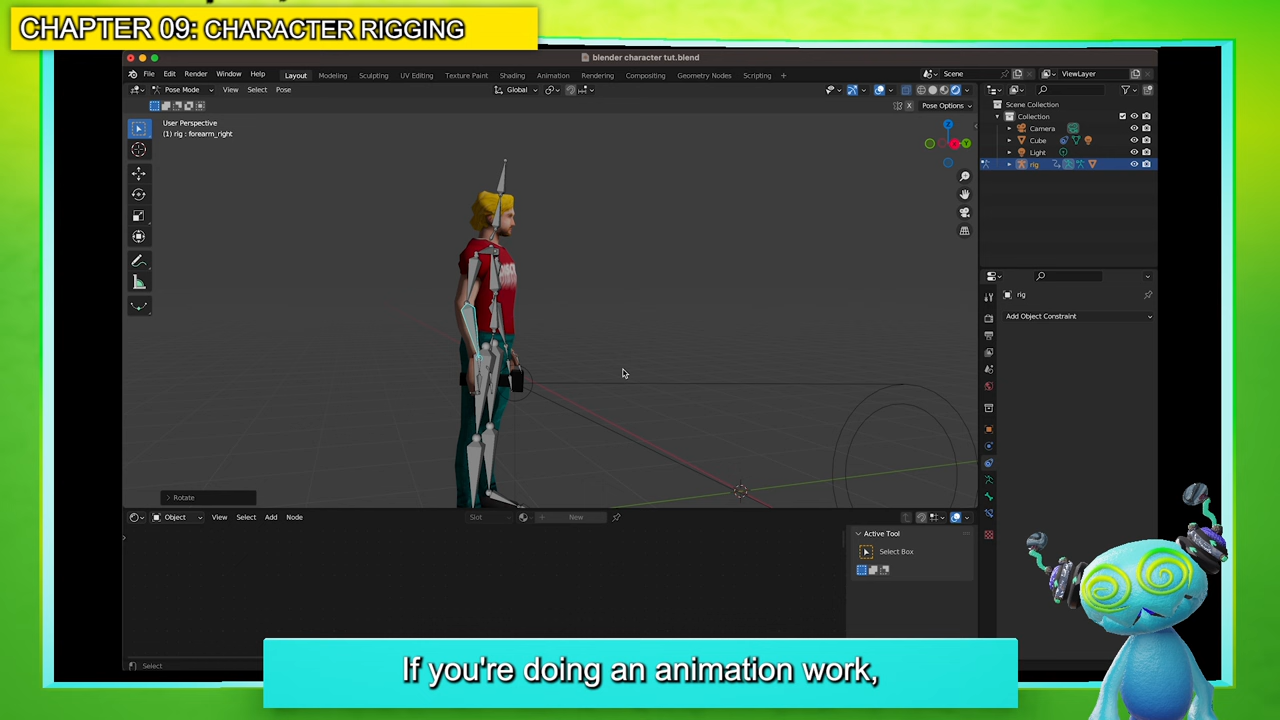 CHAPTER 09: CHARACTER RIGGING
blender character tut.blend
File Edit Render Window Help Layout Modeling Sculpting UV Editing Texture Paint Shading Animation Rendering Compositing Geometry Nodes Scripting + Scene ViewLayer
Pose Mode View Select Pose Global
Pose Options
User Perspective
(1) rig : forearm_right
Z
Y
Scene Collection
Collection
Camera
Cube
Light
rig
rig
Add Object Constraint
Rotate
Object View Select Add Node Slot New
Active Tool
Select Box
Select
If you're doing an animation work,